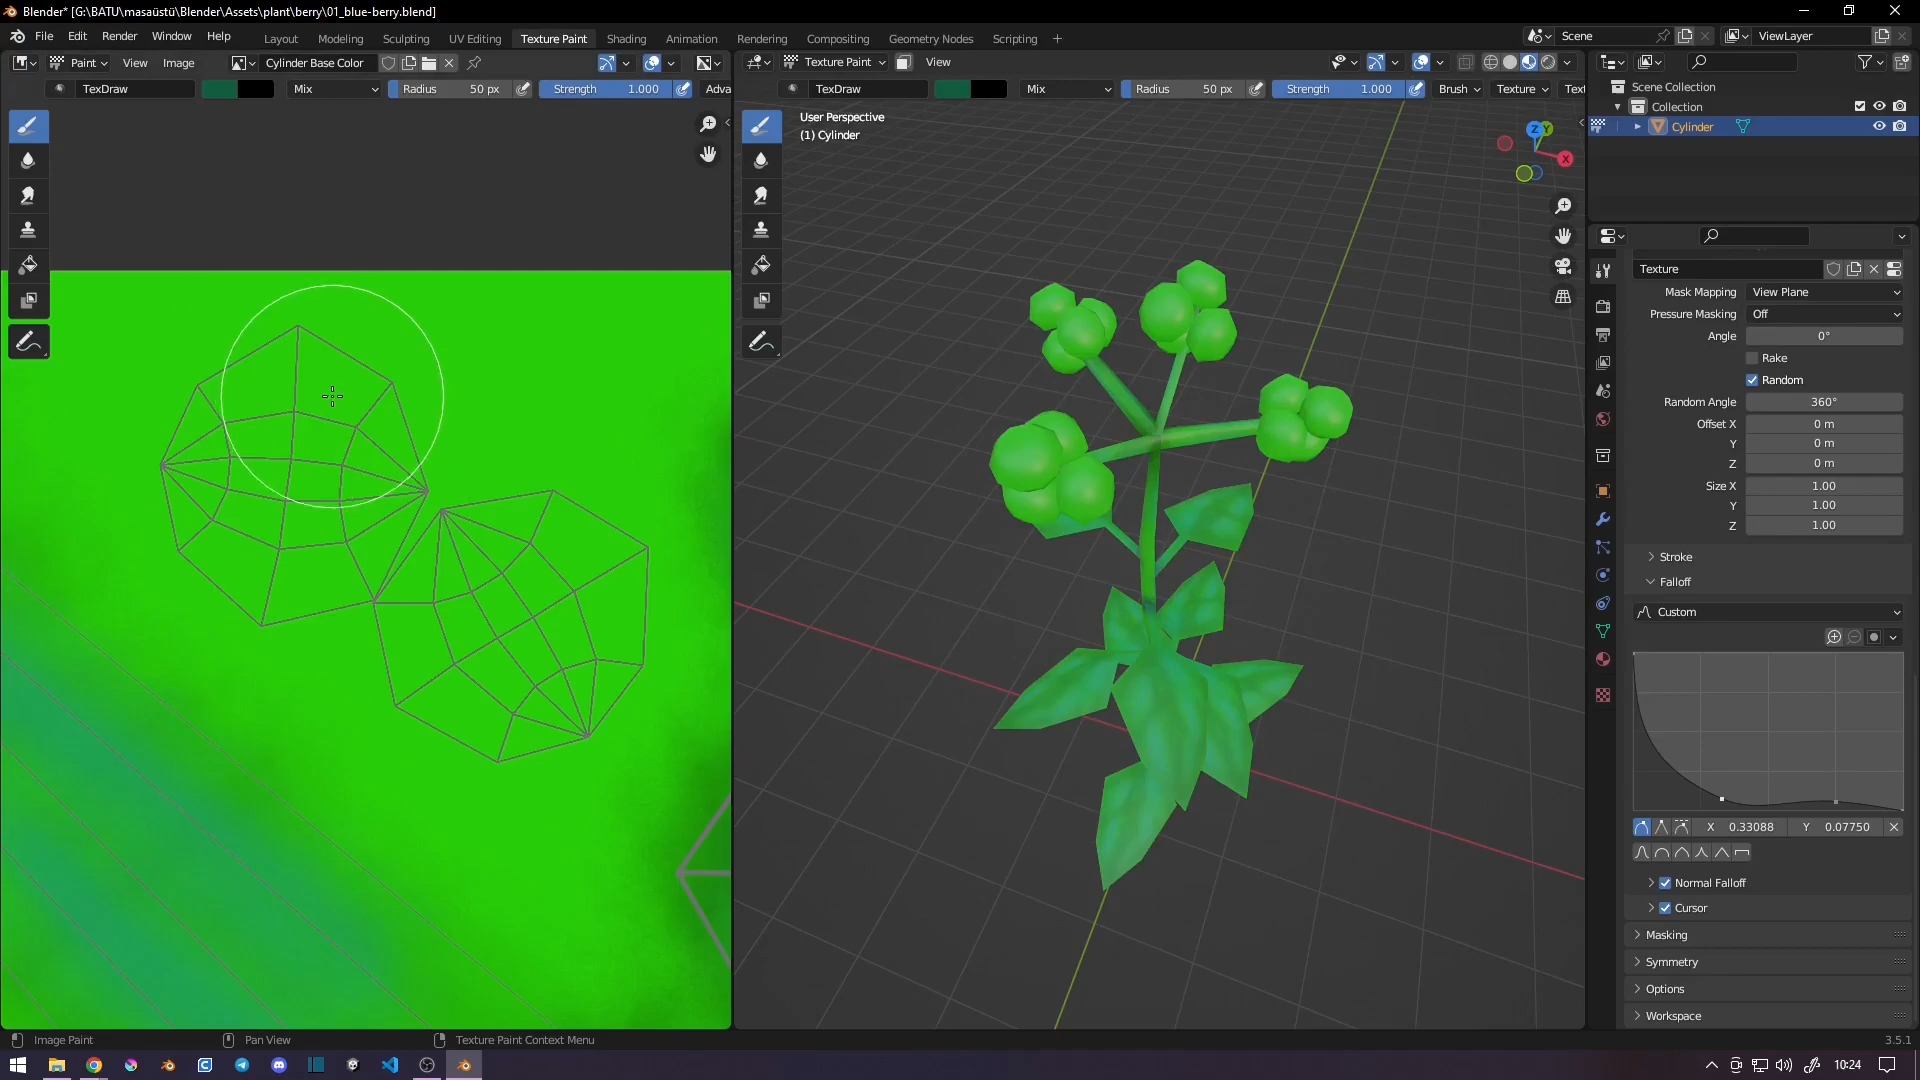 Blender* [G:\BATU\masaüstü\Blender\Assets\plant\berry\01_blue-berry.blend]
File Edit Render Window Help
Layout Modeling Sculpting UV Editing Texture Paint Shading Animation Rendering Compositing Geometry Nodes Scripting
Scene
ViewLayer
Paint View Image
Cylinder Base Color
TexDraw
Mix
Radius 50 px
Strength 1.000
Adva
Texture Paint
View
TexDraw
Mix
Radius 50 px
Strength 1.000
Brush
Texture
Text
User Perspective
(1) Cylinder
Z
Y
X
Scene Collection
Collection
Cylinder
Texture
Mask Mapping View Plane
Pressure Masking Off
Angle 0°
Rake
Random
Random Angle 360°
Offset X 0 m
Y 0 m
Z 0 m
Size X 1.00
Y 1.00
Z 1.00
Stroke
Falloff
Custom
X 0.33088 Y 0.07750
Normal Falloff
Cursor
Masking
Symmetry
Options
Workspace
Image Paint
Pan View
Texture Paint Context Menu
3.5.1
10:24